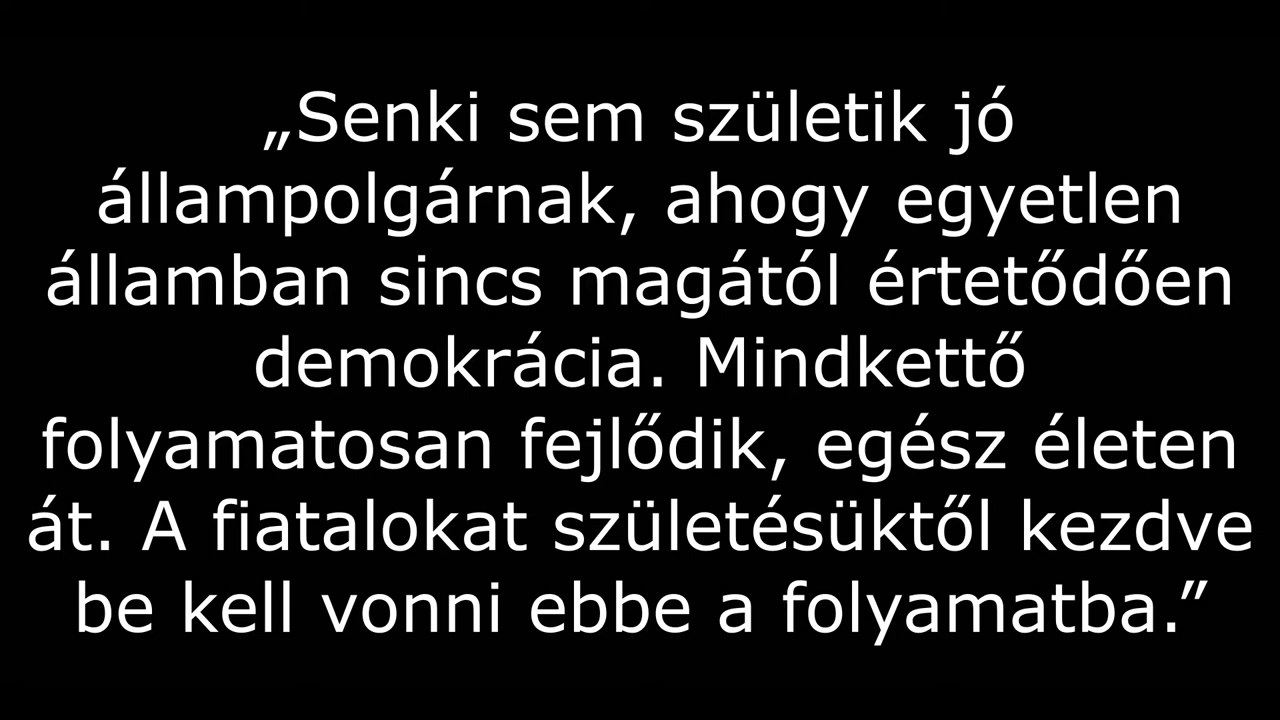 „Senki sem születik jó
állampolgárnak, ahogy egyetlen
államban sincs magától értetődően
demokrácia. Mindkettő
folyamatosan fejlődik, egész életen
át. A fiatalokat születésüktől kezdve
be kell vonni ebbe a folyamatba.”